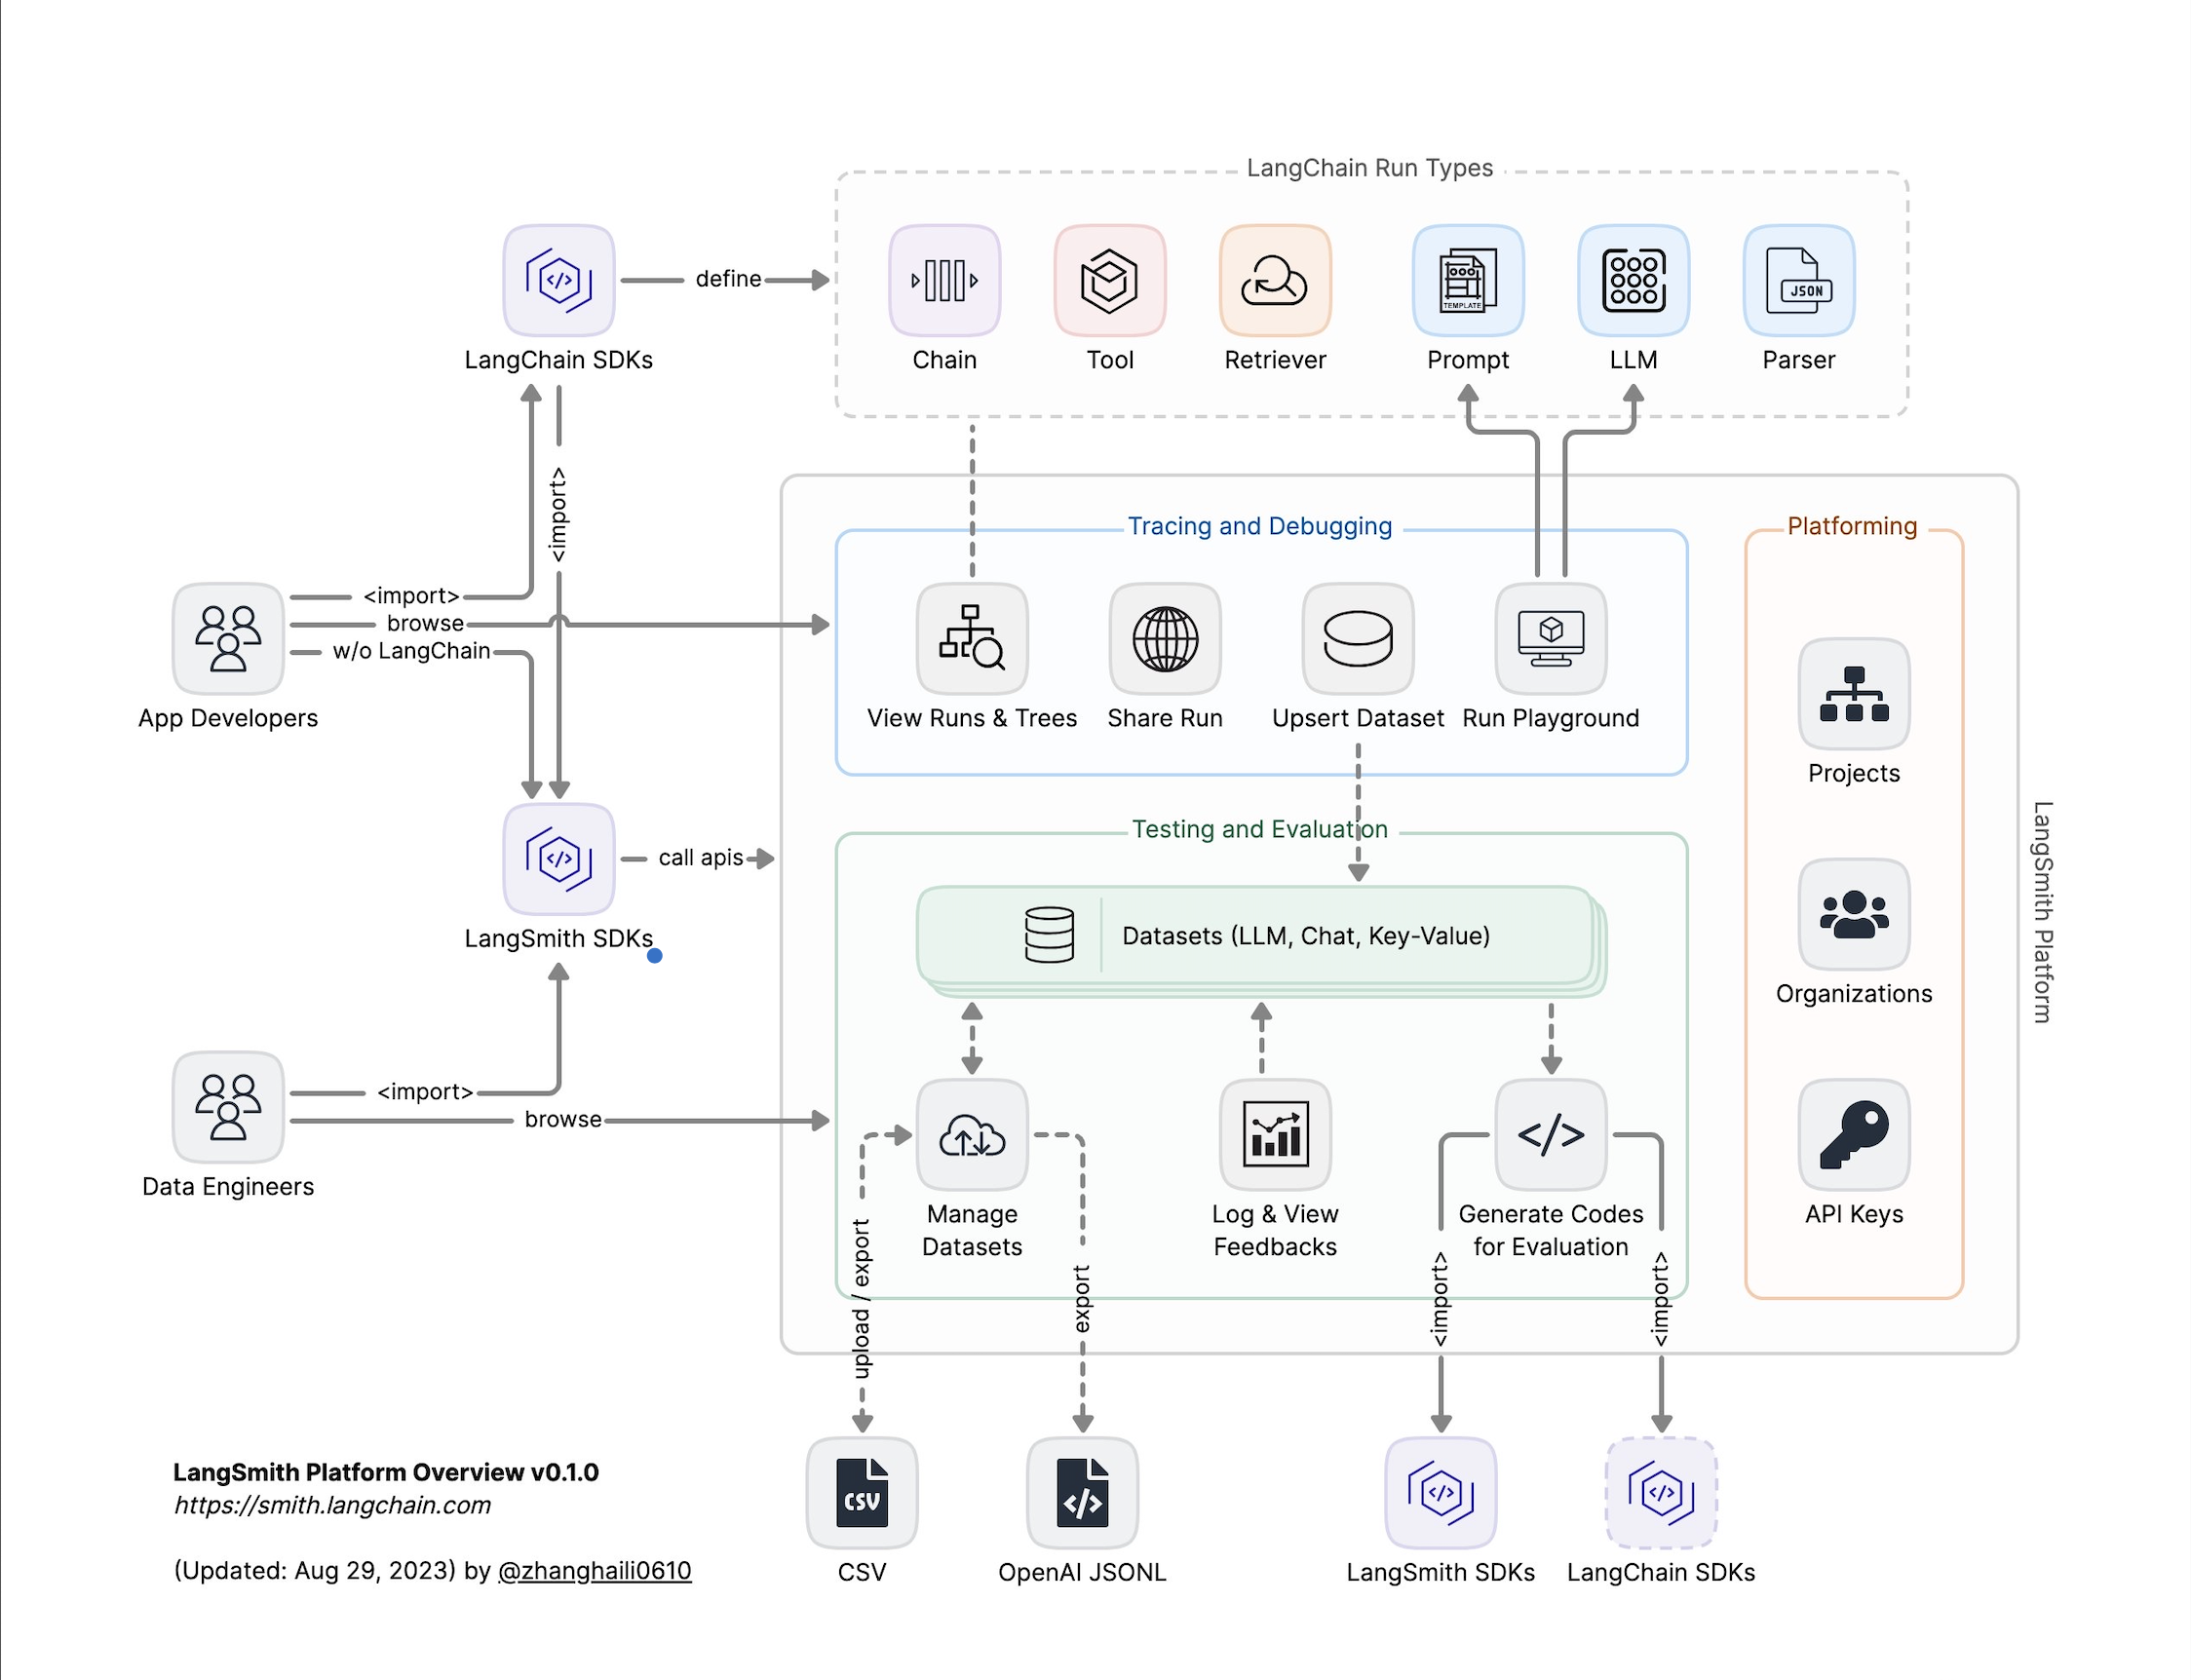 LangChain Run Types
define
LangChain SDKs
Chain
Tool
Retriever
TEMPLATE
Prompt
LLM
JSON
Parser
<import>
Tracing and Debugging
Platforming
<import>
browse
w/o LangChain
App Developers
View Runs & Trees
Share Run
Upsert Dataset
Run Playground
Projects
Testing and Evaluation
call apis
LangSmith SDKs
Datasets (LLM, Chat, Key-Value)
Organizations
LangSmith Platform
<import>
browse
Data Engineers
Manage
Datasets
Log & View
Feedbacks
</>
Generate Codes
for Evaluation
API Keys
upload / export
export
<import>
<import>
LangSmith Platform Overview v0.1.0
https://smith.langchain.com
(Updated: Aug 29, 2023) by @zhanghaili0610
CSV
CSV
</>
OpenAI JSONL
LangSmith SDKs
LangChain SDKs